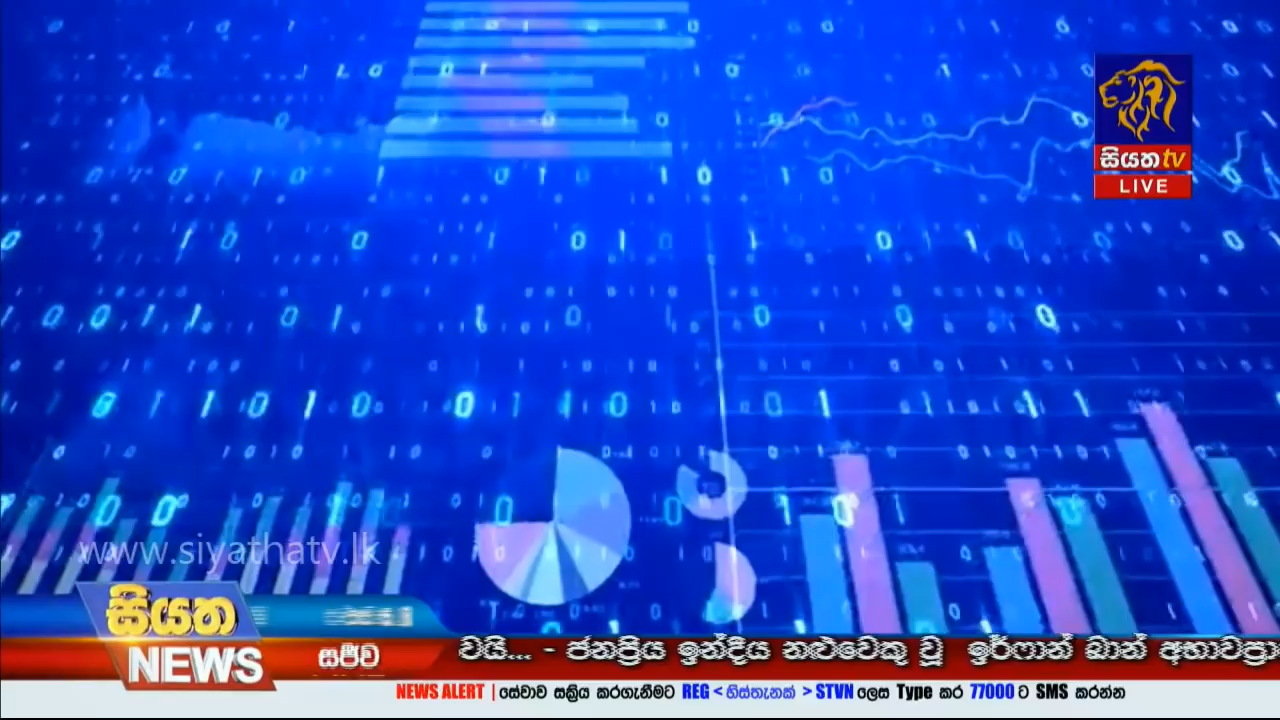 සියත tv
LIVE
www.siyathatv.lk
සියත
NEWS
සජීව
වයි... - ජනප්‍රිය ඉන්දීය නළුවෙකු වූ ඉර්ෆාන් ඛාන් අභාවප්‍රා
NEWS ALERT | සේවාව සක්‍රිය කරගැනීමට REG < හිස්තැනක් > STVN ලෙස Type කර 77000 ට SMS කරන්න